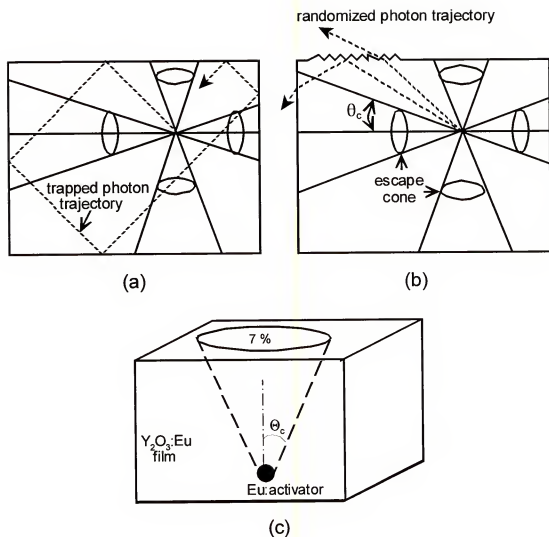 randomized photon trajectory
θc
trapped photon
trajectory
escape
cone
(a)
(b)
7 %
Θc
Y2O3:Eu
film
Eu:activator
(c)